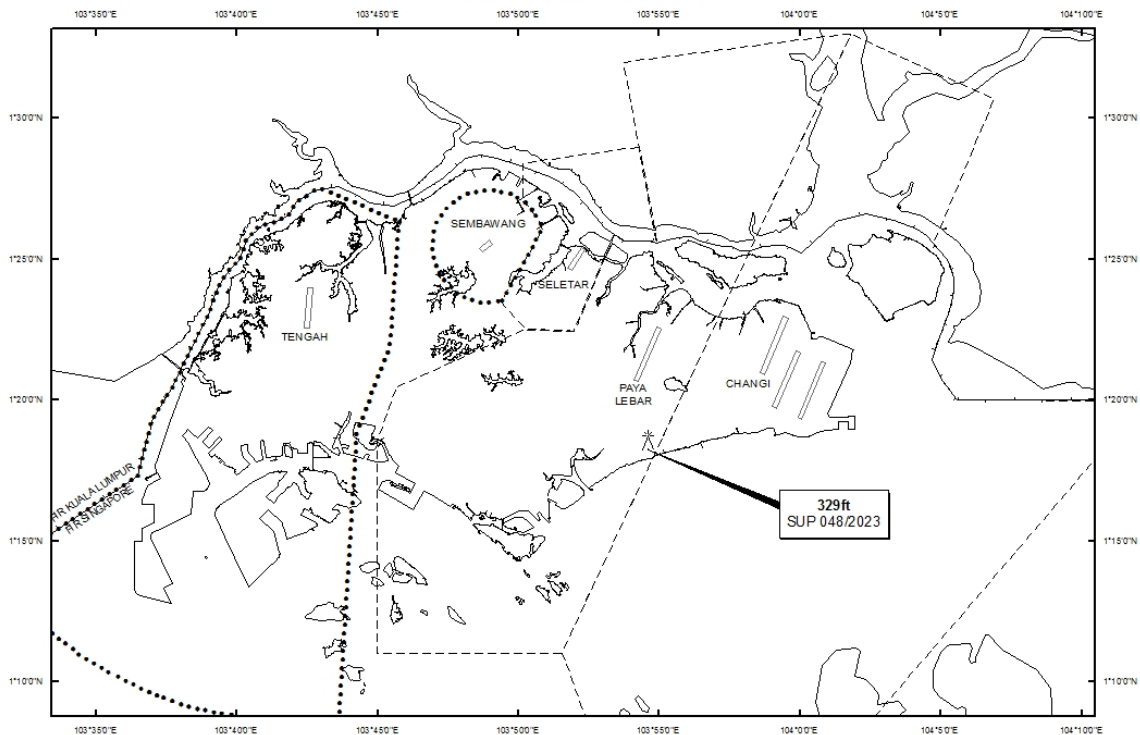 103°35'0"E
103°40'0"E
103°45'0"E
103°50'0"E
103°55'0"E
104°0'0"E
104°5'0"E
104°10'0"E
1°30'0"N
1°30'0"N
SEMBAWANG
1°25'0"N
1°25'0"N
SELETAR
TENGAH
PAYA
LEBAR
CHANGI
1°20'0"N
1°20'0"N
FIR KUALA LUMPUR
FIR SINGAPORE
329ft
SUP 048/2023
1°15'0"N
1°15'0"N
1°10'0"N
1°10'0"N
103°35'0"E
103°40'0"E
103°45'0"E
103°50'0"E
103°55'0"E
104°0'0"E
104°5'0"E
104°10'0"E